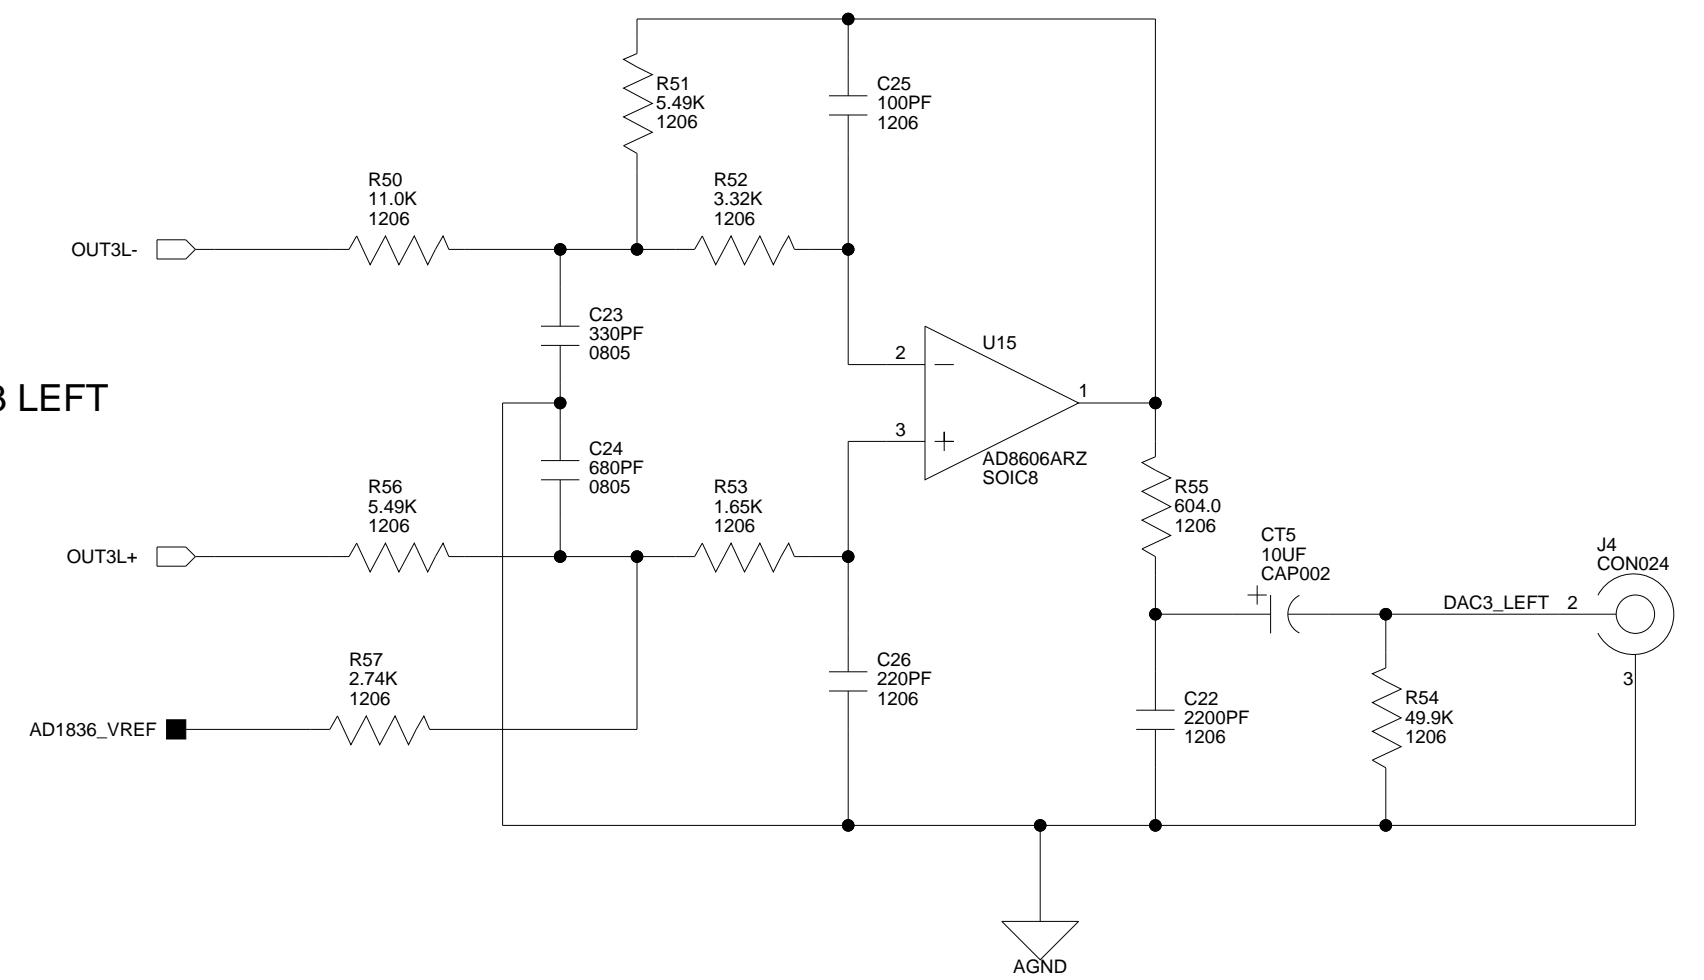 R51
5.49K
1206
C25
100PF
1206
R50
11.0K
1206
R52
3.32K
1206
OUT3L-
C23
330PF
0805
U15
2
1
LEFT
3
C24
680PF
0805
AD8606ARZ
SOIC8
R56
5.49K
1206
R53
1.65K
1206
R55
604.0
1206
OUT3L+
CT5
10UF
CAP002
J4
CON024
DAC3_LEFT 2
R57
2.74K
1206
C26
220PF
1206
3
C22
2200PF
1206
R54
49.9K
1206
AD1836_VREF
AGND